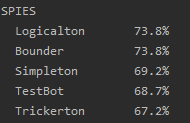 SPIES
Logicalton 73.8%
Bounder 73.8%
Simpleton 69.2%
TestBot 68.7%
Trickerton 67.2%